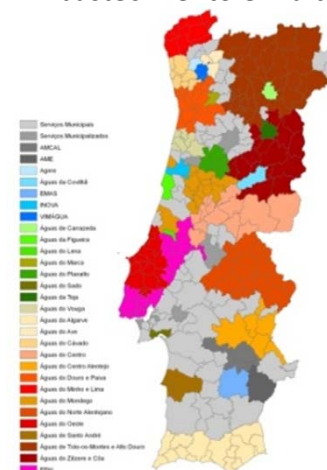 Serviços Municipais
Serviços Municipalizados
AMCAL
AME
Águas da Covilhã
EMAS
INOVA
VIMÁGUA
Águas de Carrazeda
Águas da Figueira
Águas do Lena
Águas do Marco
Águas do Planalto
Águas do Sado
Águas da Teja
Águas do Vouga
Águas do Algarve
Águas do Ave
Águas do Cávado
Águas do Centro
Águas do Centro Alentejo
Águas do Douro e Paiva
Águas do Minho e Lima
Águas do Mondego
Águas do Norte Alentejano
Águas do Oeste
Águas de Santo André
Águas de Trás-os-Montes e Alto Douro
Águas do Zêzere e Côa